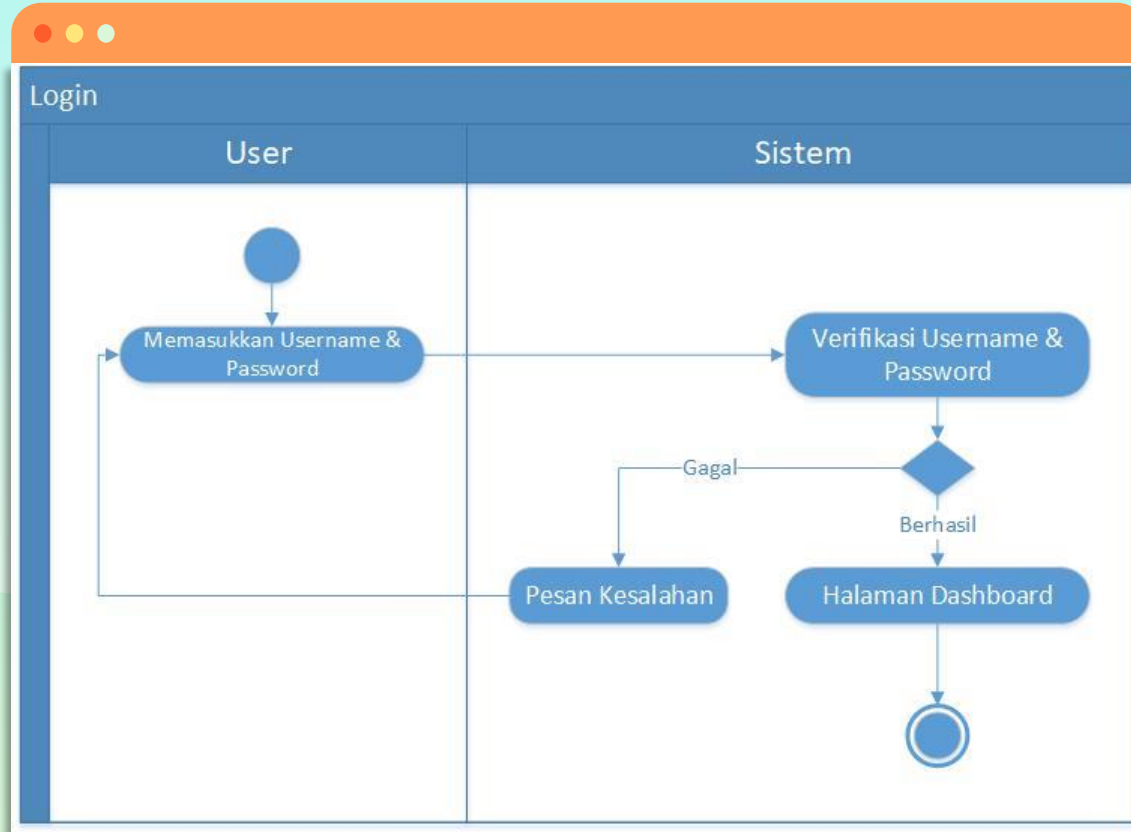 Login
User
Sistem
Memasukkan Username &
Password
Verifikasi Username &
Password
Gagal
Berhasil
Pesan Kesalahan
Halaman Dashboard